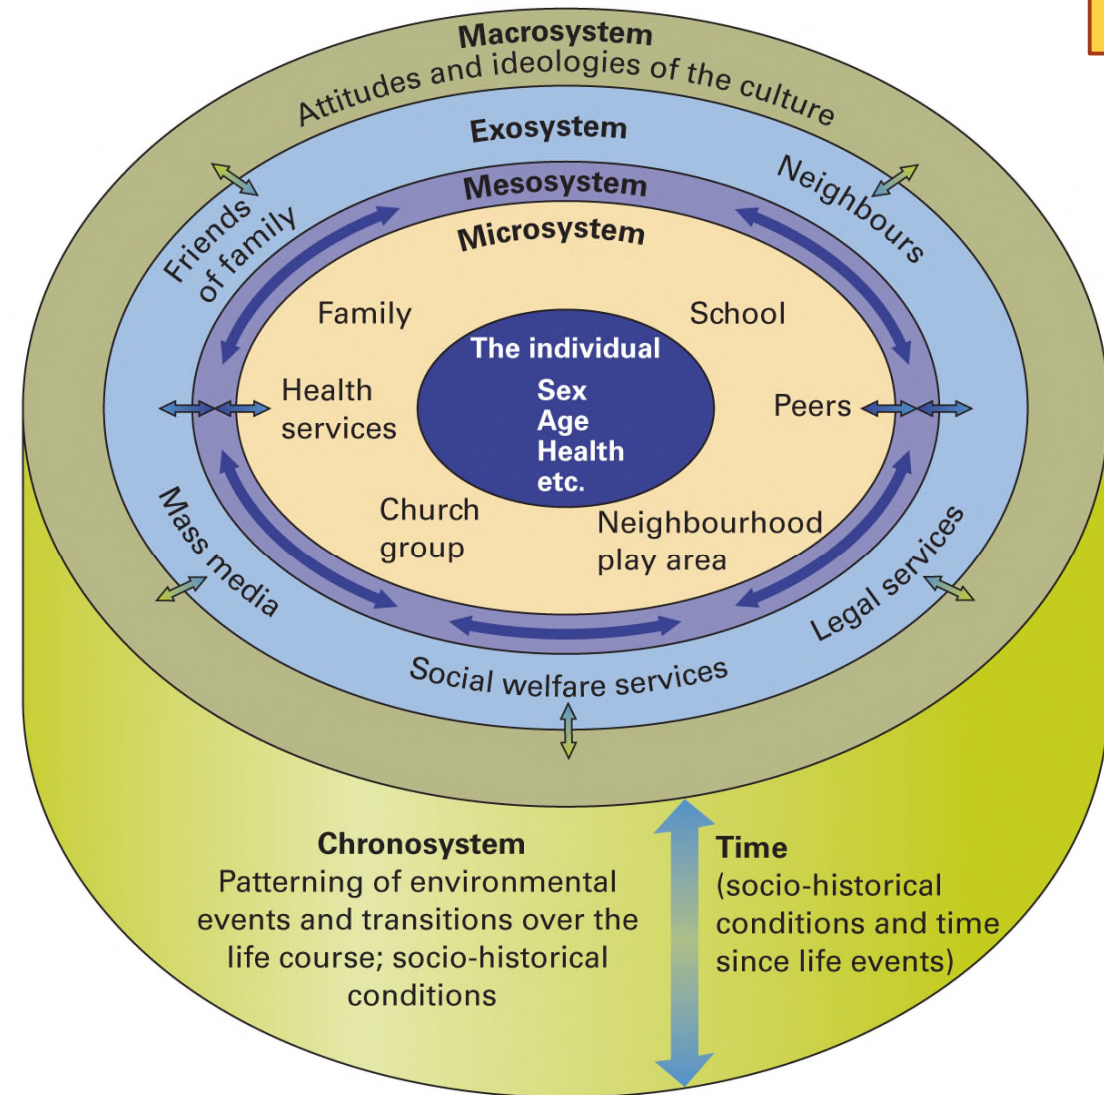 Macrosystem
Attitudes and ideologies of the culture
Exosystem
Mesosystem
Microsystem
Friends
of family
Neighbours
Family
School
The individual
Sex
Age
Health
etc.
Health
services
Peers
Church
group
Neighbourhood
play area
Mass media
Legal services
Social welfare services
Chronosystem
Patterning of environmental
events and transitions over the
life course; socio-historical
conditions
Time
(socio-historical
conditions and time
since life events)